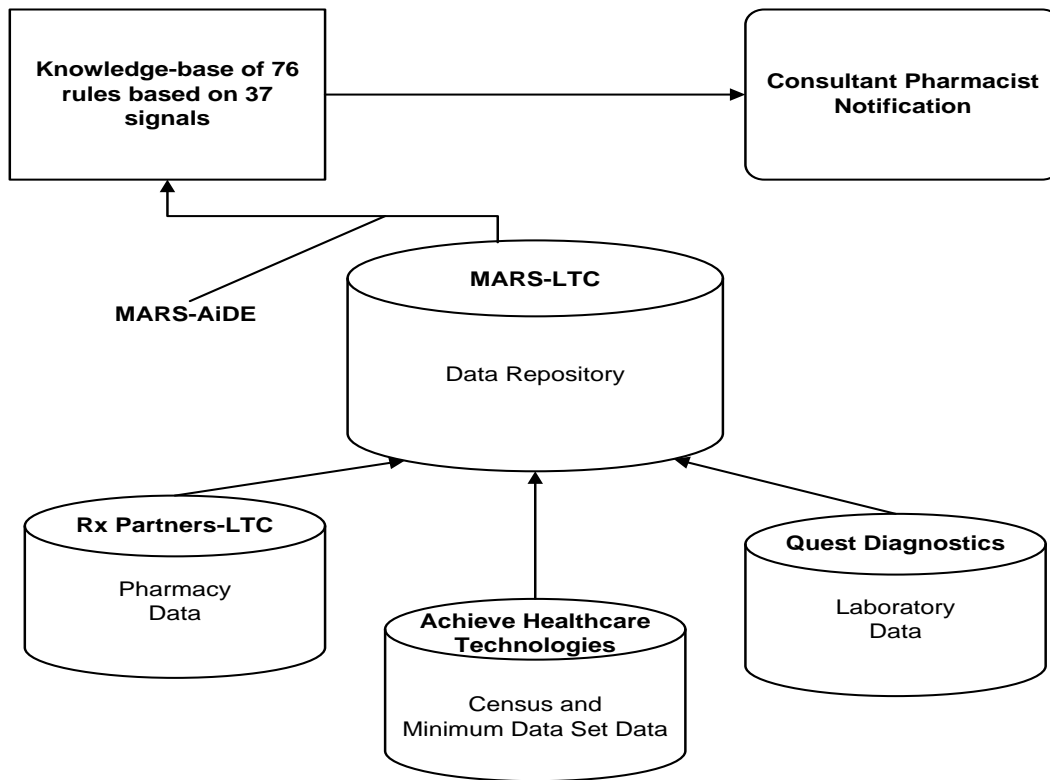 Knowledge-base of 76
rules based on 37
signals
Consultant Pharmacist
Notification
MARS-AiDE
MARS-LTC
Data Repository
Rx Partners-LTC
Pharmacy
Data
Achieve Healthcare
Technologies
Census and
Minimum Data Set Data
Quest Diagnostics
Laboratory
Data